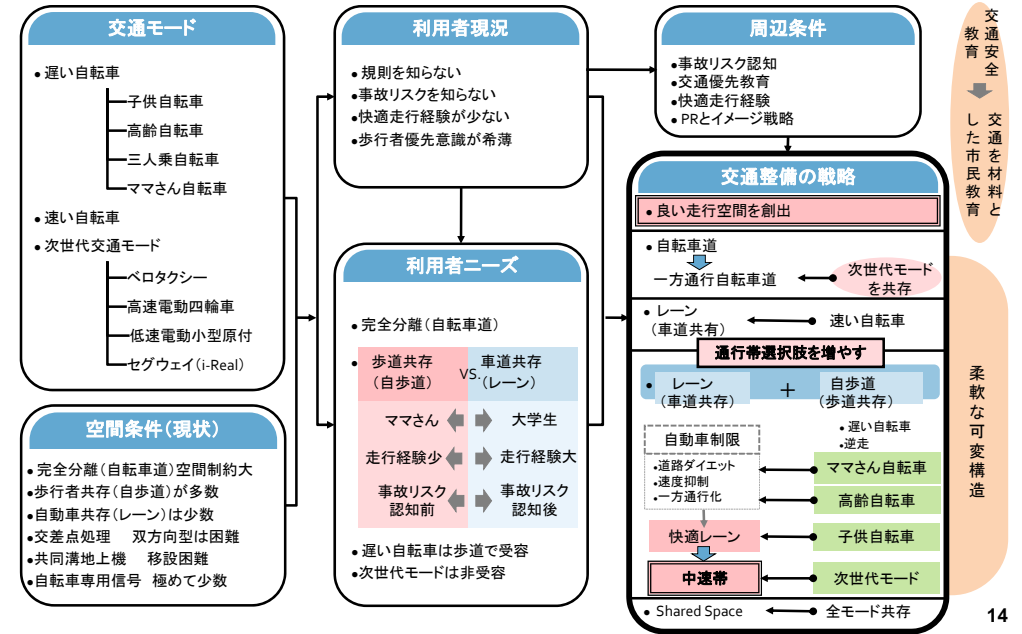 交通モード
• 遅い自転車
子供自転車
高齢自転車
三人乗自転車
ママさん自転車
• 速い自転車
• 次世代交通モード
ベロタクシー
高速電動四輪車
低速電動小型原付
セグウェイ(i-Real)
空間条件(現状)
• 完全分離(自転車道)空間制約大
• 歩行者共存(自歩道)が多数
• 自動車共存(レーン)は少数
• 交差点処理 双方向型は困難
• 共同溝地上機 移設困難
• 自転車専用信号 極めて少数
利用者現況
• 規則を知らない
• 事故リスクを知らない
• 快適走行経験が少ない
• 歩行者優先意識が希薄
利用者ニーズ
• 完全分離(自転車道)
• 歩道共存
(自歩道)
VS.
車道共存
(レーン)
ママさん
大学生
走行経験少
走行経験大
事故リスク
認知前
事故リスク
認知後
• 遅い自転車は歩道で受容
• 次世代モードは非受容
周辺条件
• 事故リスク認知
• 交通優先教育
• 快適走行経験
• PRとイメージ戦略
交通整備の戦略
• 良い走行空間を創出
• 自転車道
一方通行自転車道
次世代モード
を共存
• レーン
(車道共有)
速い自転車
通行帯選択肢を増やす
• レーン
(車道共存)
+
自歩道
(歩道共存)
• 遅い自転車
• 逆走
自動車制限
• 道路ダイエット
• 速度抑制
• 一方通行化
ママさん自転車
高齢自転車
快適レーン
子供自転車
中速帯
次世代モード
• Shared Space
全モード共存
交通安全
教育
交通を材料と
した市民教育
柔軟な可変構造
14